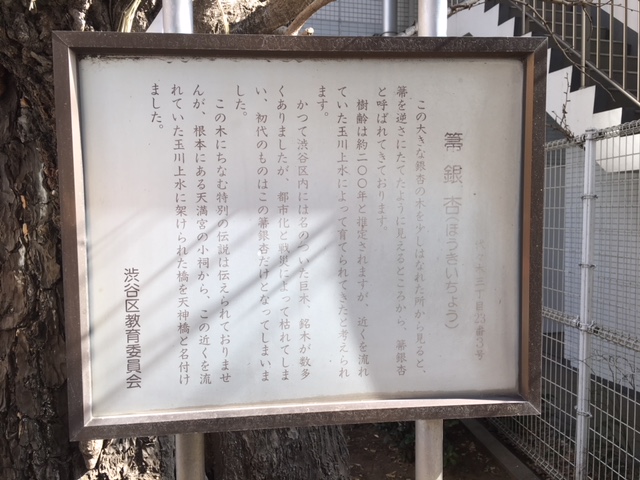 箒銀杏(ほうきいちょう)
三丁目23番3号
この大きな銀杏の木を少しはなれた所から見ると、
箒を逆さにたてたように見えるところから、箒銀杏
と呼ばれてきております。
樹齢は約二〇〇年と推定されますが、近くを流れ
ていた玉川上水によって育てられてきたと考えられ
ます。
かつて渋谷区内には名のついた巨木、銘木が数多
くありましたが、都市化と戦災によって枯れてしま
い、初代のものはこの箒銀杏だけとなってしまいま
した。
この木にちなむ特別の伝説は伝えられておりませ
んが、根本にある天満宮の小祠から、この近くを流
れていた玉川上水に架けられた橋を天神橋と名付け
ました。
渋谷区教育委員会